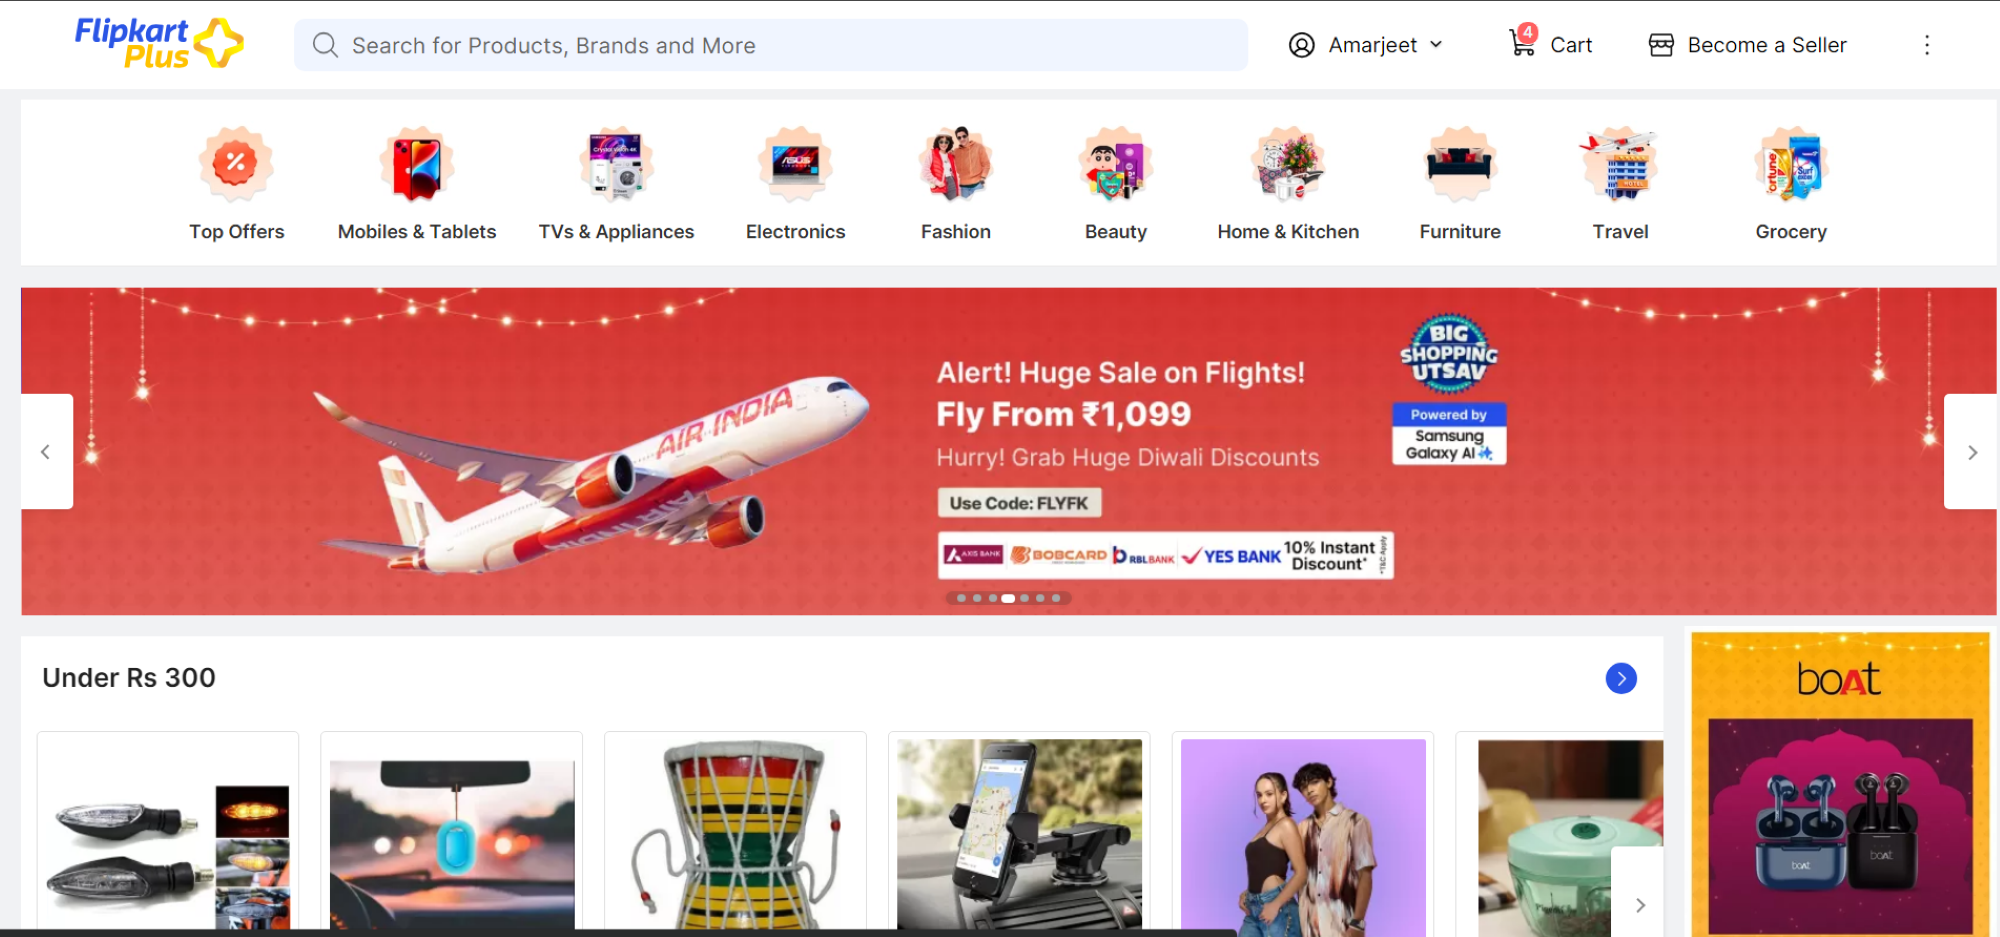 Flipkart
Plus
Search for Products, Brands and More
Amarjeet
4
Cart
Become a Seller
Top Offers
Mobiles & Tablets
TVs & Appliances
Electronics
Fashion
Beauty
Home & Kitchen
Furniture
Travel
Grocery
AIR INDIA
Alert! Huge Sale on Flights!
Fly From ₹1,099
Hurry! Grab Huge Diwali Discounts
Use Code: FLYFK
AXIS BANK
BOBCARD
RBLBANK
YES BANK
10% Instant
Discount*
*T&C Apply
BIG
SHOPPING
UTSAV
Powered by
Samsung
Galaxy AI
Under Rs 300
boAt
boAt
boAt